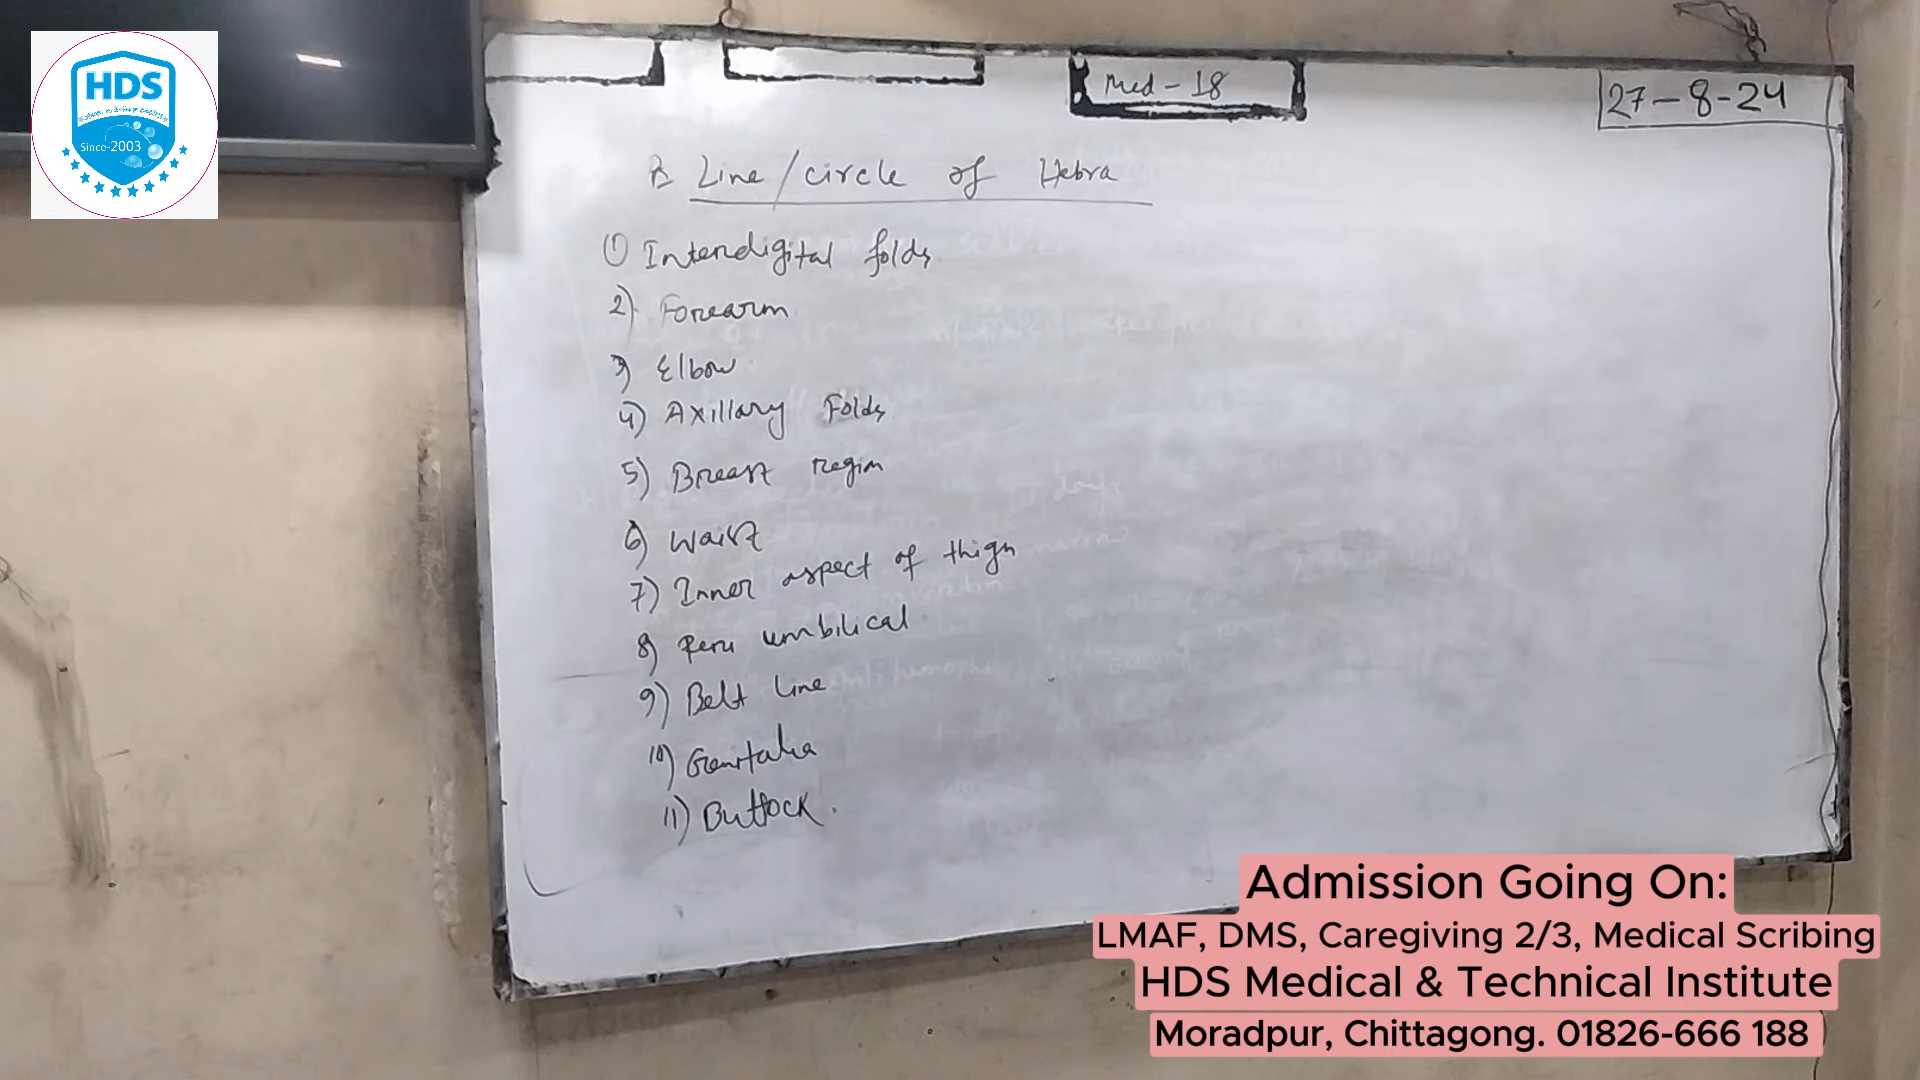 HDS
Since-2003
Med - 18
27-8-24
Line/circle of Hebra
1) Interdigital folds
2) Forearm
3) Elbow
4) Axillary Folds
5) Breast region
6) Waist
7) Inner aspect of thigh
8) Peri umbilical
9) Belt line
10) Genitalia
11) Buttock.
Admission Going On:
LMAF, DMS, Caregiving 2/3, Medical Scribing
HDS Medical & Technical Institute
Moradpur, Chittagong. 01826-666 188